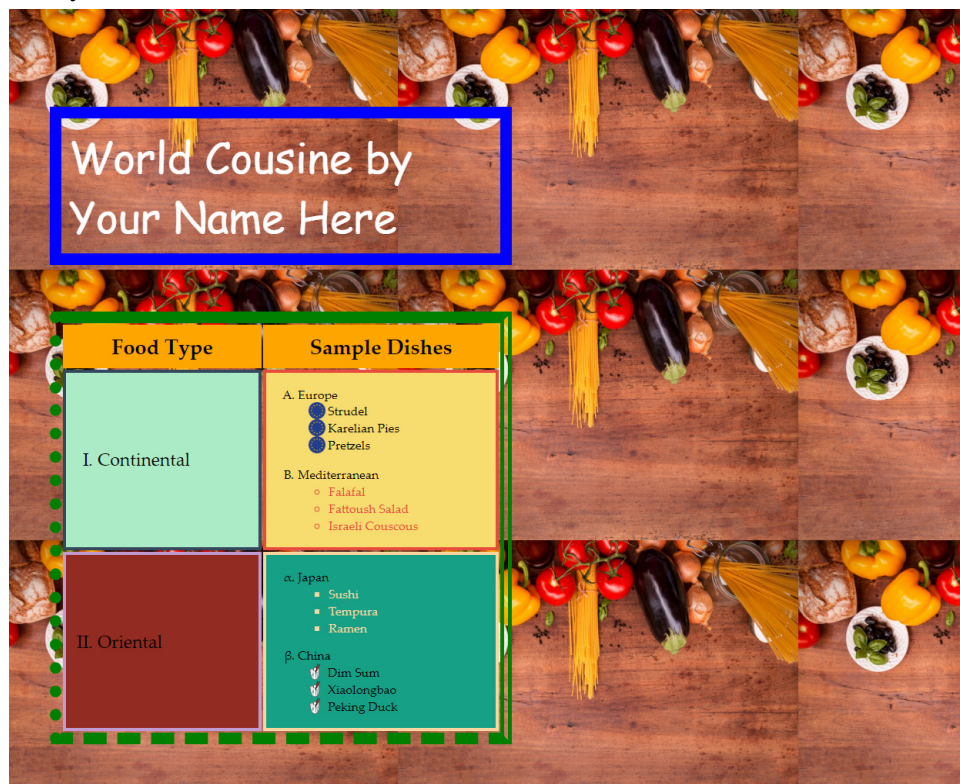 World Cousine by
Your Name Here
Food Type
Sample Dishes
I. Continental
A. Europe
Strudel
Karelian Pies
Pretzels
B. Mediterranean
Falafal
Fattoush Salad
Israeli Couscous
II. Oriental
α. Japan
Sushi
Tempura
Ramen
β. China
Dim Sum
Xiaolongbao
Peking Duck